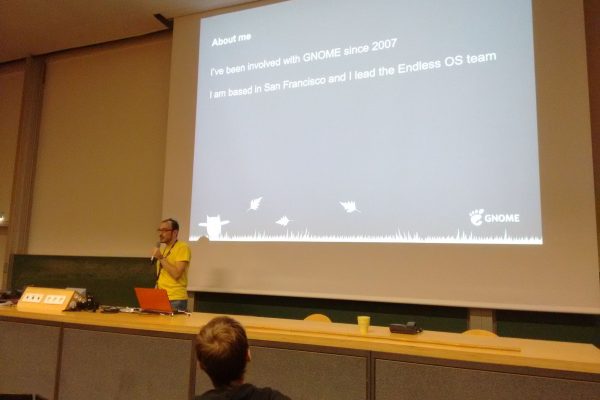 About me
I've been involved with GNOME since 2007
I am based in San Francisco and I lead the Endless OS team
GNOME